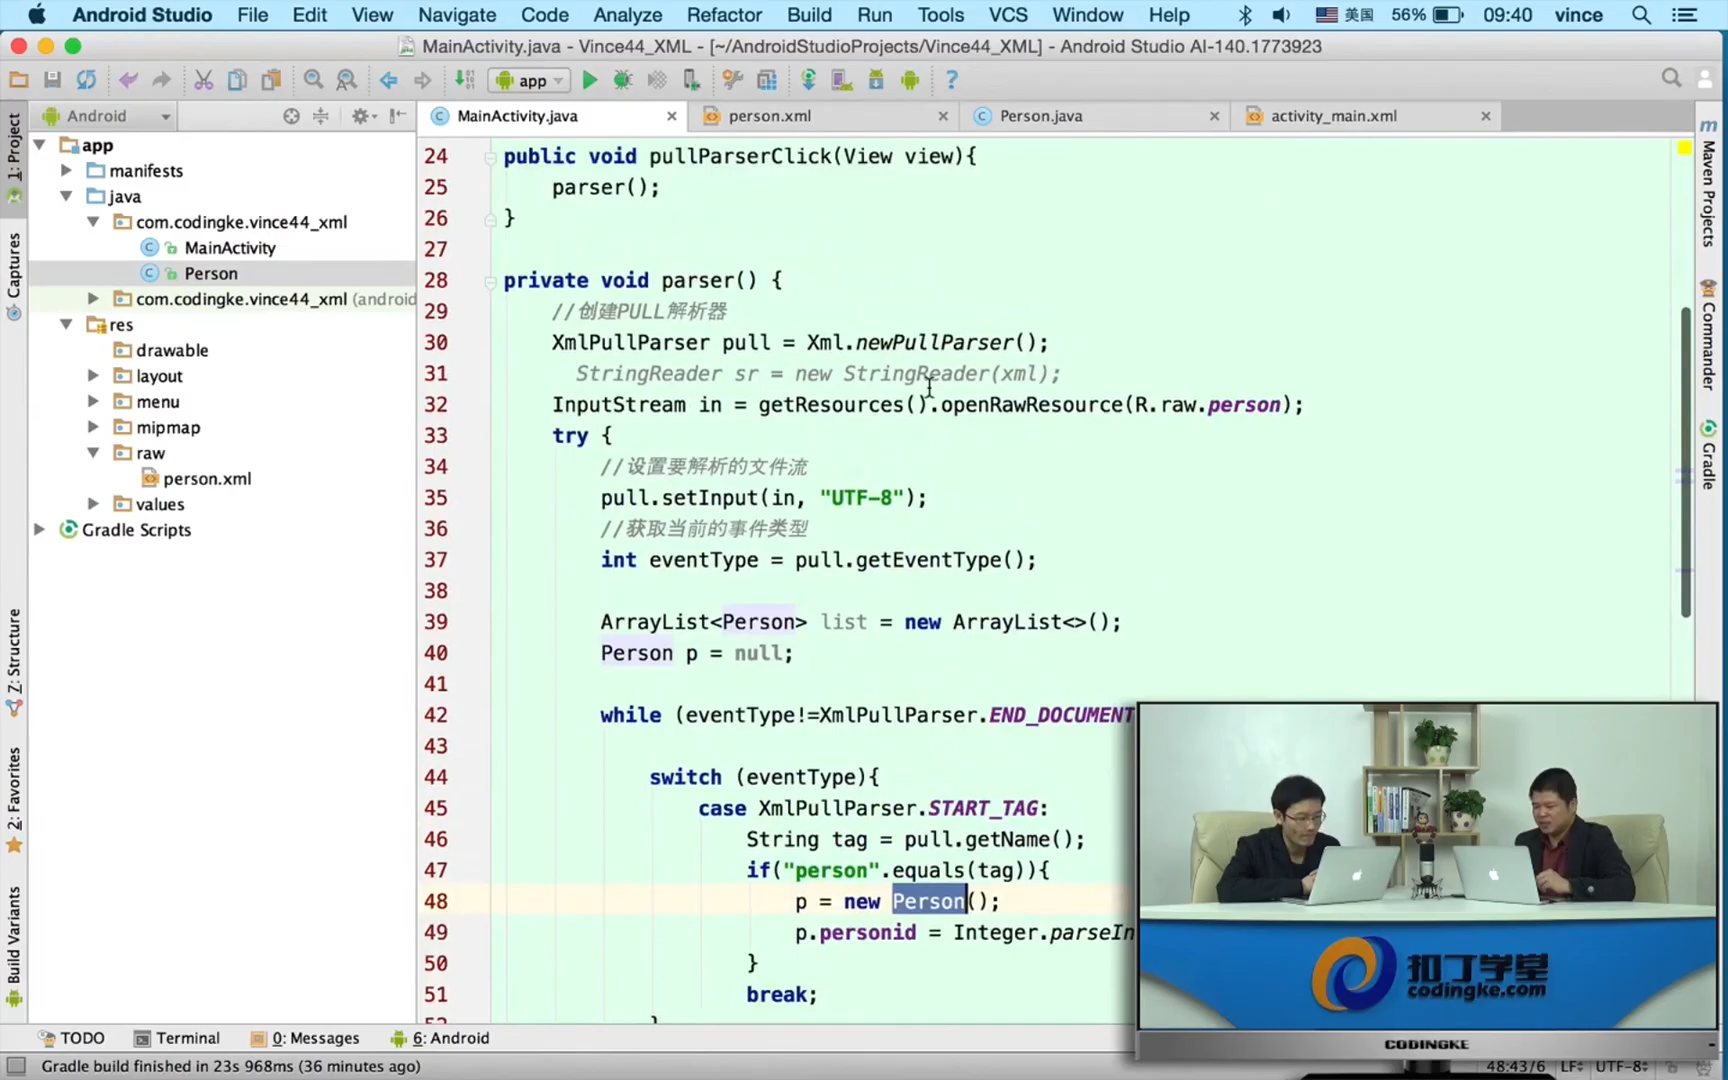 Android Studio File Edit View Navigate Code Analyze Refactor Build Run Tools VCS Window Help 美国 56% 09:40 vince
MainActivity.java - Vince44_XML - [~/AndroidStudioProjects/Vince44_XML] - Android Studio AI-140.1773923
app
Android
MainActivity.java
person.xml
Person.java
activity_main.xml
1: Project
Captures
Z: Structure
2: Favorites
Build Variants
app
manifests
java
com.codingke.vince44_xml
MainActivity
Person
com.codingke.vince44_xml (android
res
drawable
layout
menu
mipmap
raw
person.xml
values
Gradle Scripts
24 public void pullParserClick(View view){
25 parser();
26 }
27
28 private void parser() {
29 //创建PULL解析器
30 XmlPullParser pull = Xml.newPullParser();
31 StringReader sr = new StringReader(xml);
32 InputStream in = getResources().openRawResource(R.raw.person);
33 try {
34 //设置要解析的文件流
35 pull.setInput(in, "UTF-8");
36 //获取当前的事件类型
37 int eventType = pull.getEventType();
38
39 ArrayList<Person> list = new ArrayList<>();
40 Person p = null;
41
42 while (eventType!=XmlPullParser.END_DOCUMENT
43
44 switch (eventType){
45 case XmlPullParser.START_TAG:
46 String tag = pull.getName();
47 if("person".equals(tag)){
48 p = new Person();
49 p.personid = Integer.parseIn
50 }
51 break;
Maven Projects
Commander
Gradle
扣丁学堂
codingke.com
CODINGKE
TODO Terminal 0: Messages 6: Android
Gradle build finished in 23s 968ms (36 minutes ago)
48:43/6 LF UTF-8